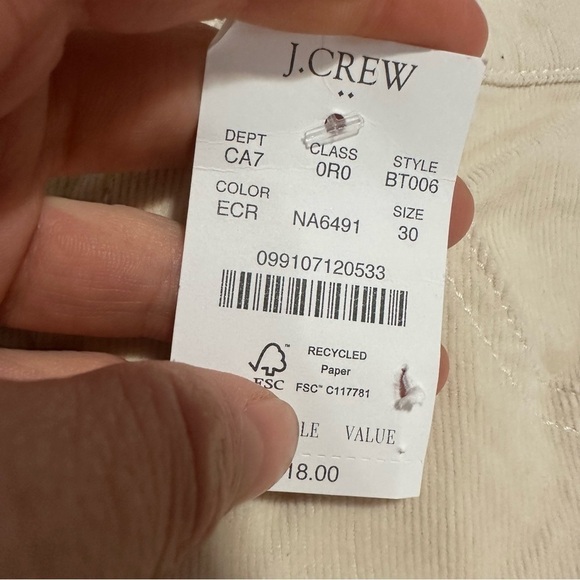 J.CREW
DEPT CLASS STYLE
CA7 0R0 BT006
COLOR SIZE
ECR NA6491 30
099107120533
RECYCLED
Paper
FSC FSC™ C117781
VALUE
18.00